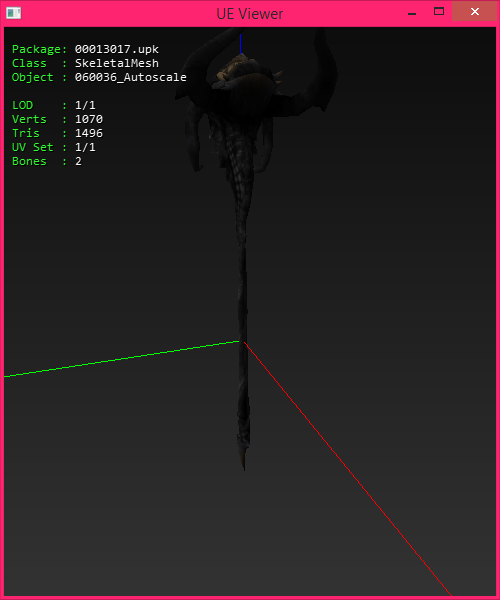 UE Viewer
Package: 00013017.upk
Class  : SkeletalMesh
Object : 060036_Autoscale
LOD    : 1/1
Verts  : 1070
Tris   : 1496
UV Set : 1/1
Bones  : 2